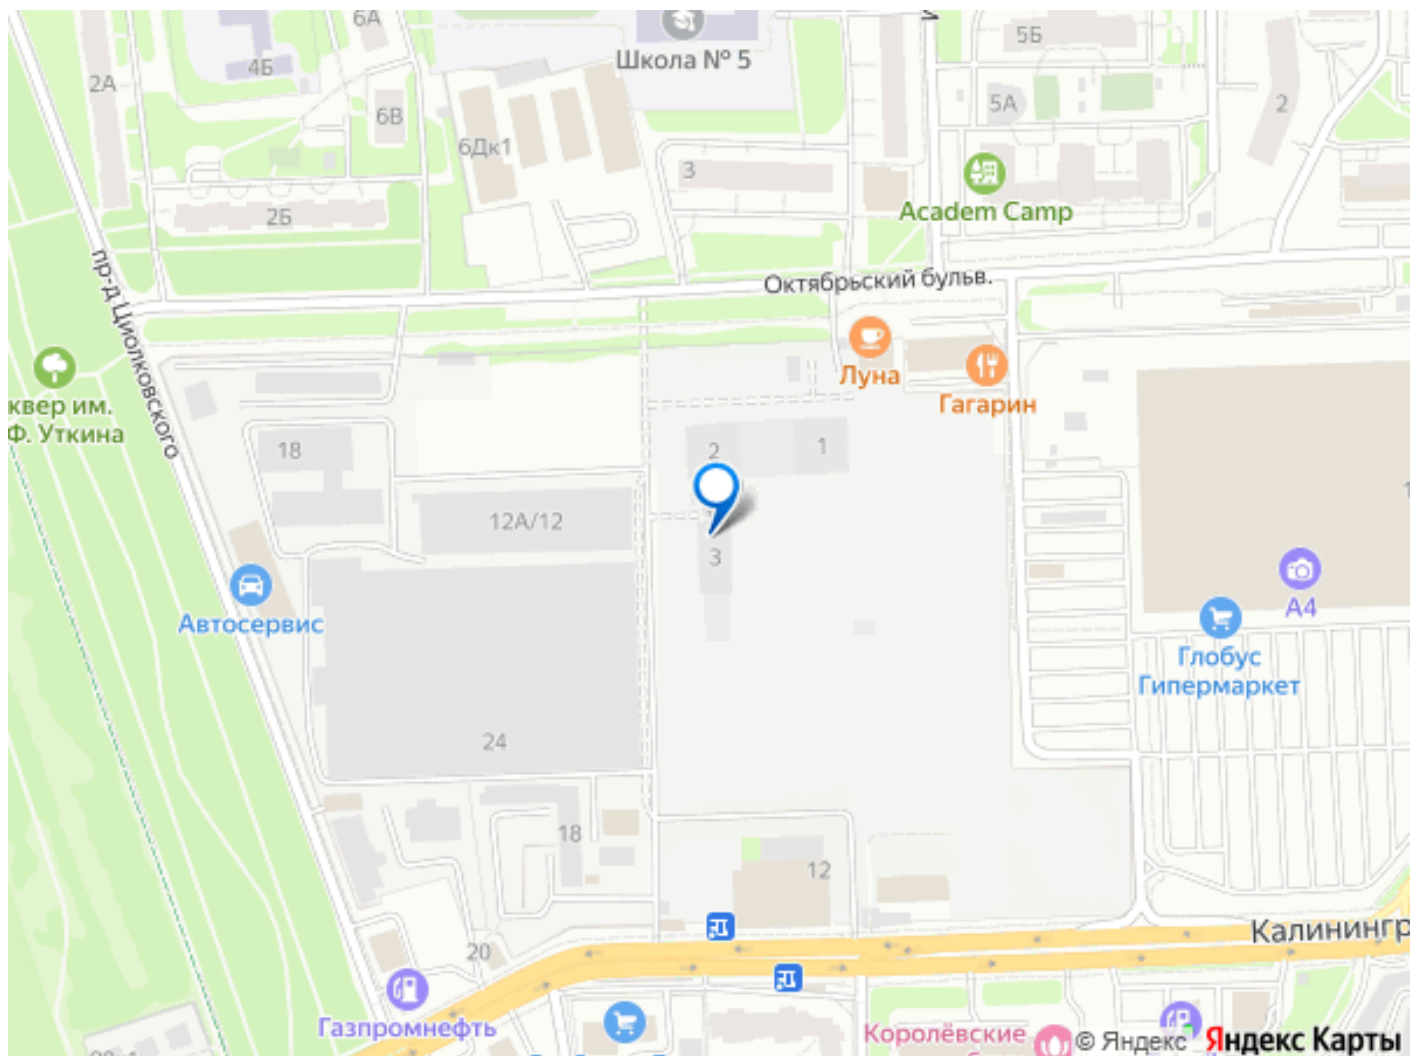 6А
Школа № 5
5Б
4Б
2А
5А
2
6В
6Дк1
3
Academ Camp
2Б
Октябрьский бульв.
пр-д Циолковского
Луна
Гагарин
квер им.
Ф. Уткина
18
2
1
12А/12
3
А4
Автосервис
Глобус
Гипермаркет
24
18
12
Калинингр
20
Газпромнефть
Королёвские
© Яндекс Яндекс Карты